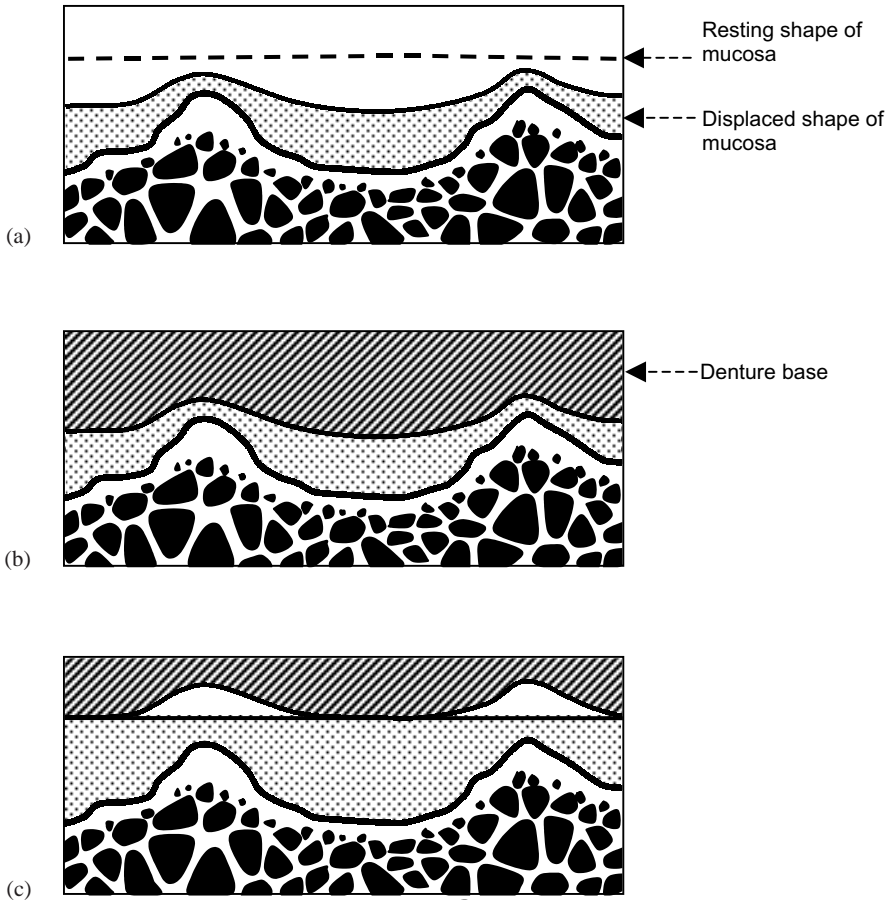 Resting shape of
mucosa
Displaced shape of
mucosa
(a)
Denture base
(b)
(c)